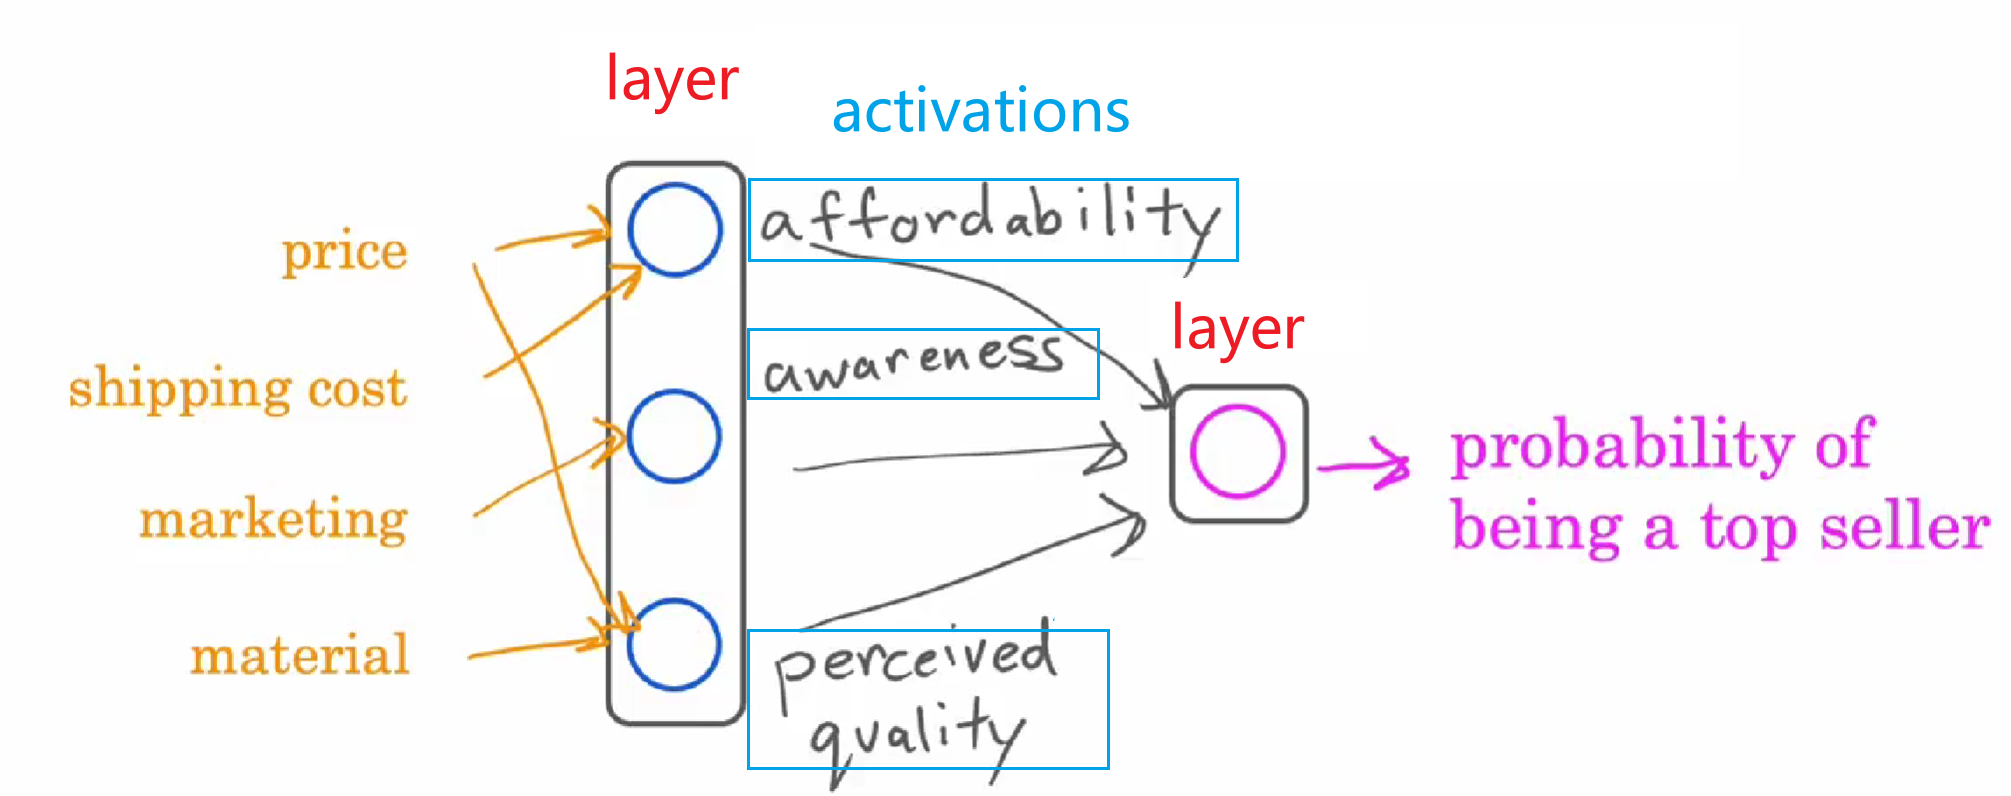 layer
activations
affordability
price
layer
awareness
shipping cost
probability of
being a top seller
marketing
material
perceived
quality